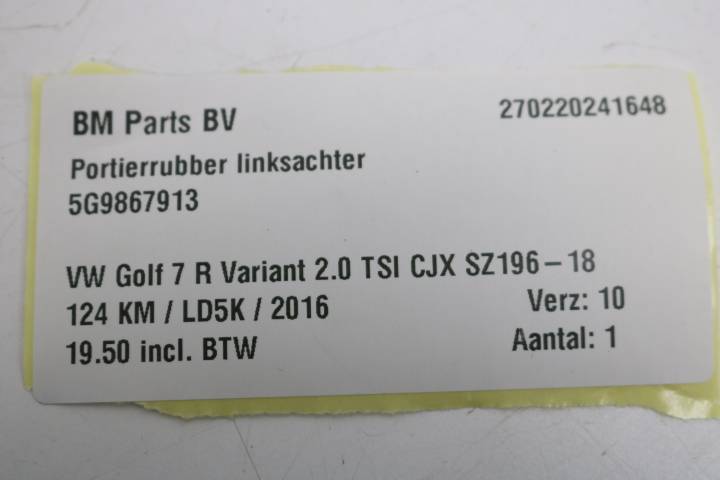 BM Parts BV 270220241648
Portierrubber linksachter
5G9867913
VW Golf 7 R Variant 2.0 TSI CJX SZ196-18
124 KM / LD5K / 2016 Verz: 10
19.50 incl. BTW Aantal: 1